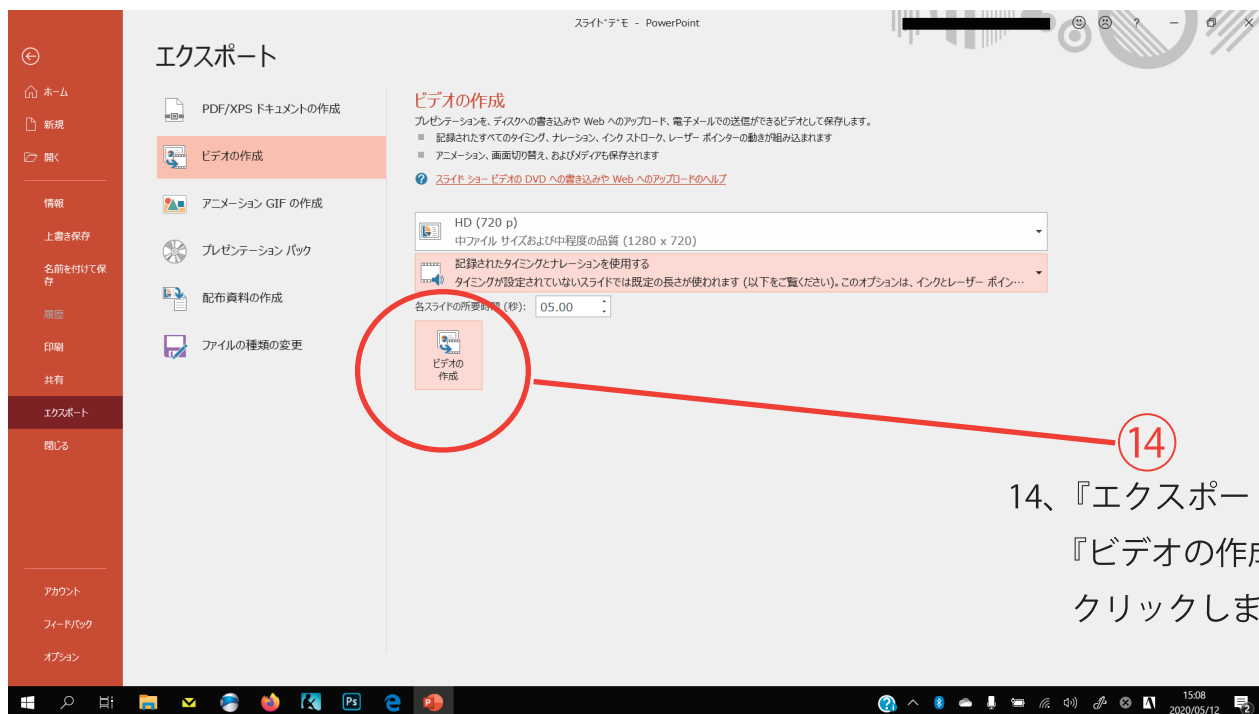 スライドデモ - PowerPoint
?
エクスポート
ホーム
新規
開く
情報
上書き保存
名前を付けて保
存
履歴
印刷
共有
エクスポート
閉じる
アカウント
フィードバック
オプション
PDF/XPS ドキュメントの作成
ビデオの作成
アニメーション GIF の作成
プレゼンテーション パック
配布資料の作成
ファイルの種類の変更
ビデオの作成
プレゼンテーションを、ディスクへの書き込みや Web へのアップロード、電子メールでの送信ができるビデオとして保存します。
記録されたすべてのタイミング、ナレーション、インク ストローク、レーザー ポインターの動きが組み込まれます
アニメーション、画面切り替え、およびメディアも保存されます
スライド ショー ビデオの DVD への書き込みや Web へのアップロードのヘルプ
HD (720 p)
中ファイル サイズおよび中程度の品質 (1280 x 720)
記録されたタイミングとナレーションを使用する
タイミングが設定されていないスライドでは既定の長さが使われます (以下をご覧ください)。このオプションは、インクとレーザー ポイン…
各スライドの所要時間 (秒): 05.00
ビデオの
作成
14
14、『エクスポー
『ビデオの作成
クリックしま
Ps
15:08
2020/05/12
2